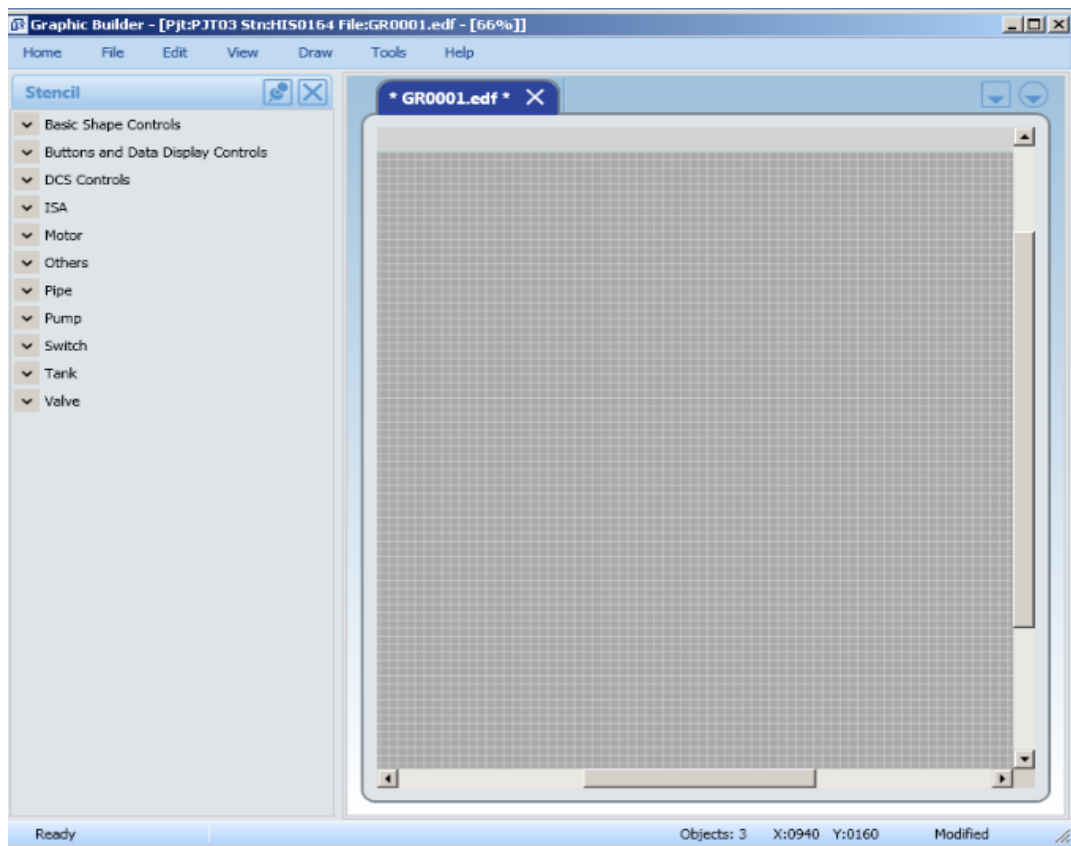 Graphic Builder - [Pjt:PJT03 Stn:HIS0164 File:GR0001.edf - [66%]]
Home File Edit View Draw Tools Help
Stencil
* GR0001.edf *
Basic Shape Controls
Buttons and Data Display Controls
DCS Controls
ISA
Motor
Others
Pipe
Pump
Switch
Tank
Valve
Ready Objects: 3 X:0940 Y:0160 Modified